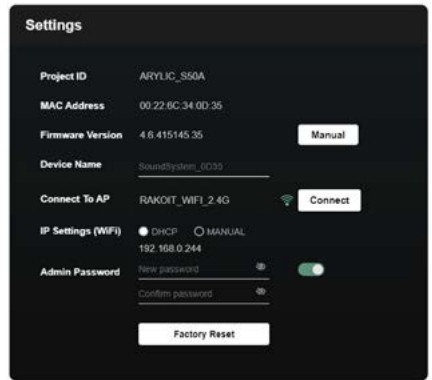 Settings
Project ID ARYLIC_S50A
MAC Address 00:22:6C:34:0D:35
Firmware Version 4.6.415145.35 Manual
Device Name SoundSystem_0D35
Connect To AP RAKOIT_WIFI_2.4G Connect
IP Settings (WiFi) DHCP MANUAL
192.168.0.244
Admin Password New password
Confirm password
Factory Reset